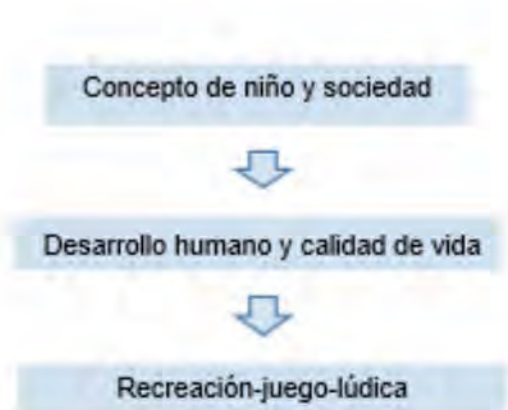 Concepto de niño y sociedad
Desarrollo humano y calidad de vida
Recreación-juego-lúdica